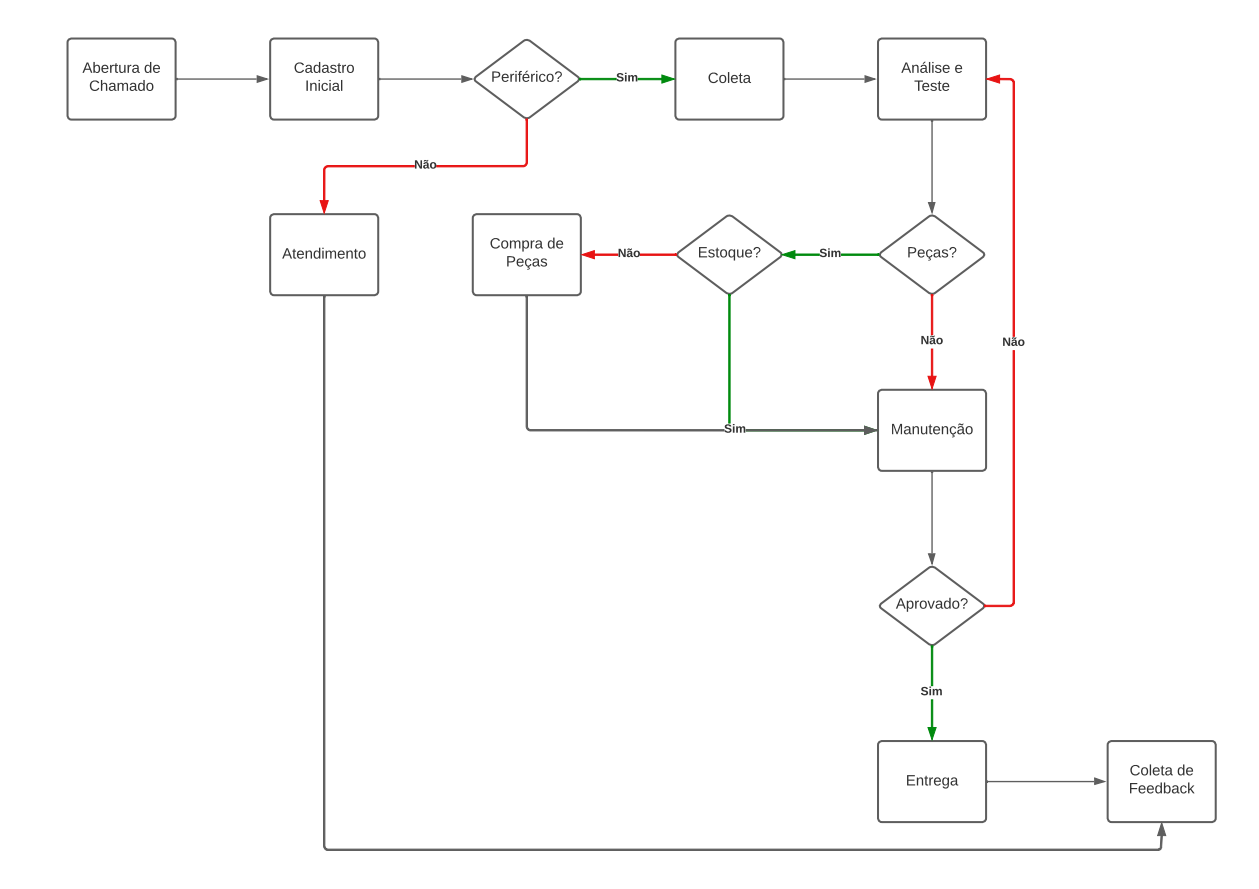 Abertura de
Chamado
Cadastro
Inicial
Periférico?
Sim
Coleta
Análise e
Teste
Não
Atendimento
Compra de
Peças
Não
Estoque?
Sim
Peças?
Não
Não
Sim
Manutenção
Aprovado?
Sim
Entrega
Coleta de
Feedback